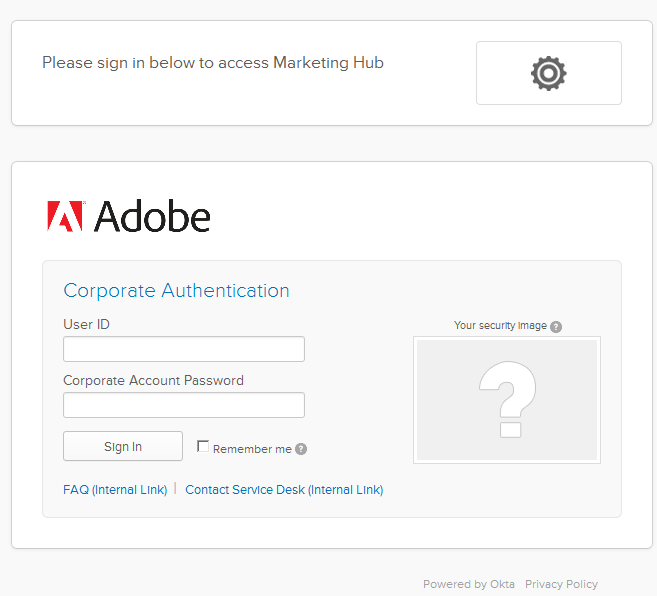 Please sign in below to access Marketing Hub
Adobe
Corporate Authentication
User ID
Your security image ?
Corporate Account Password
?
Sign In
Remember me ?
FAQ (Internal Link) | Contact Service Desk (Internal Link)
Powered by Okta Privacy Policy